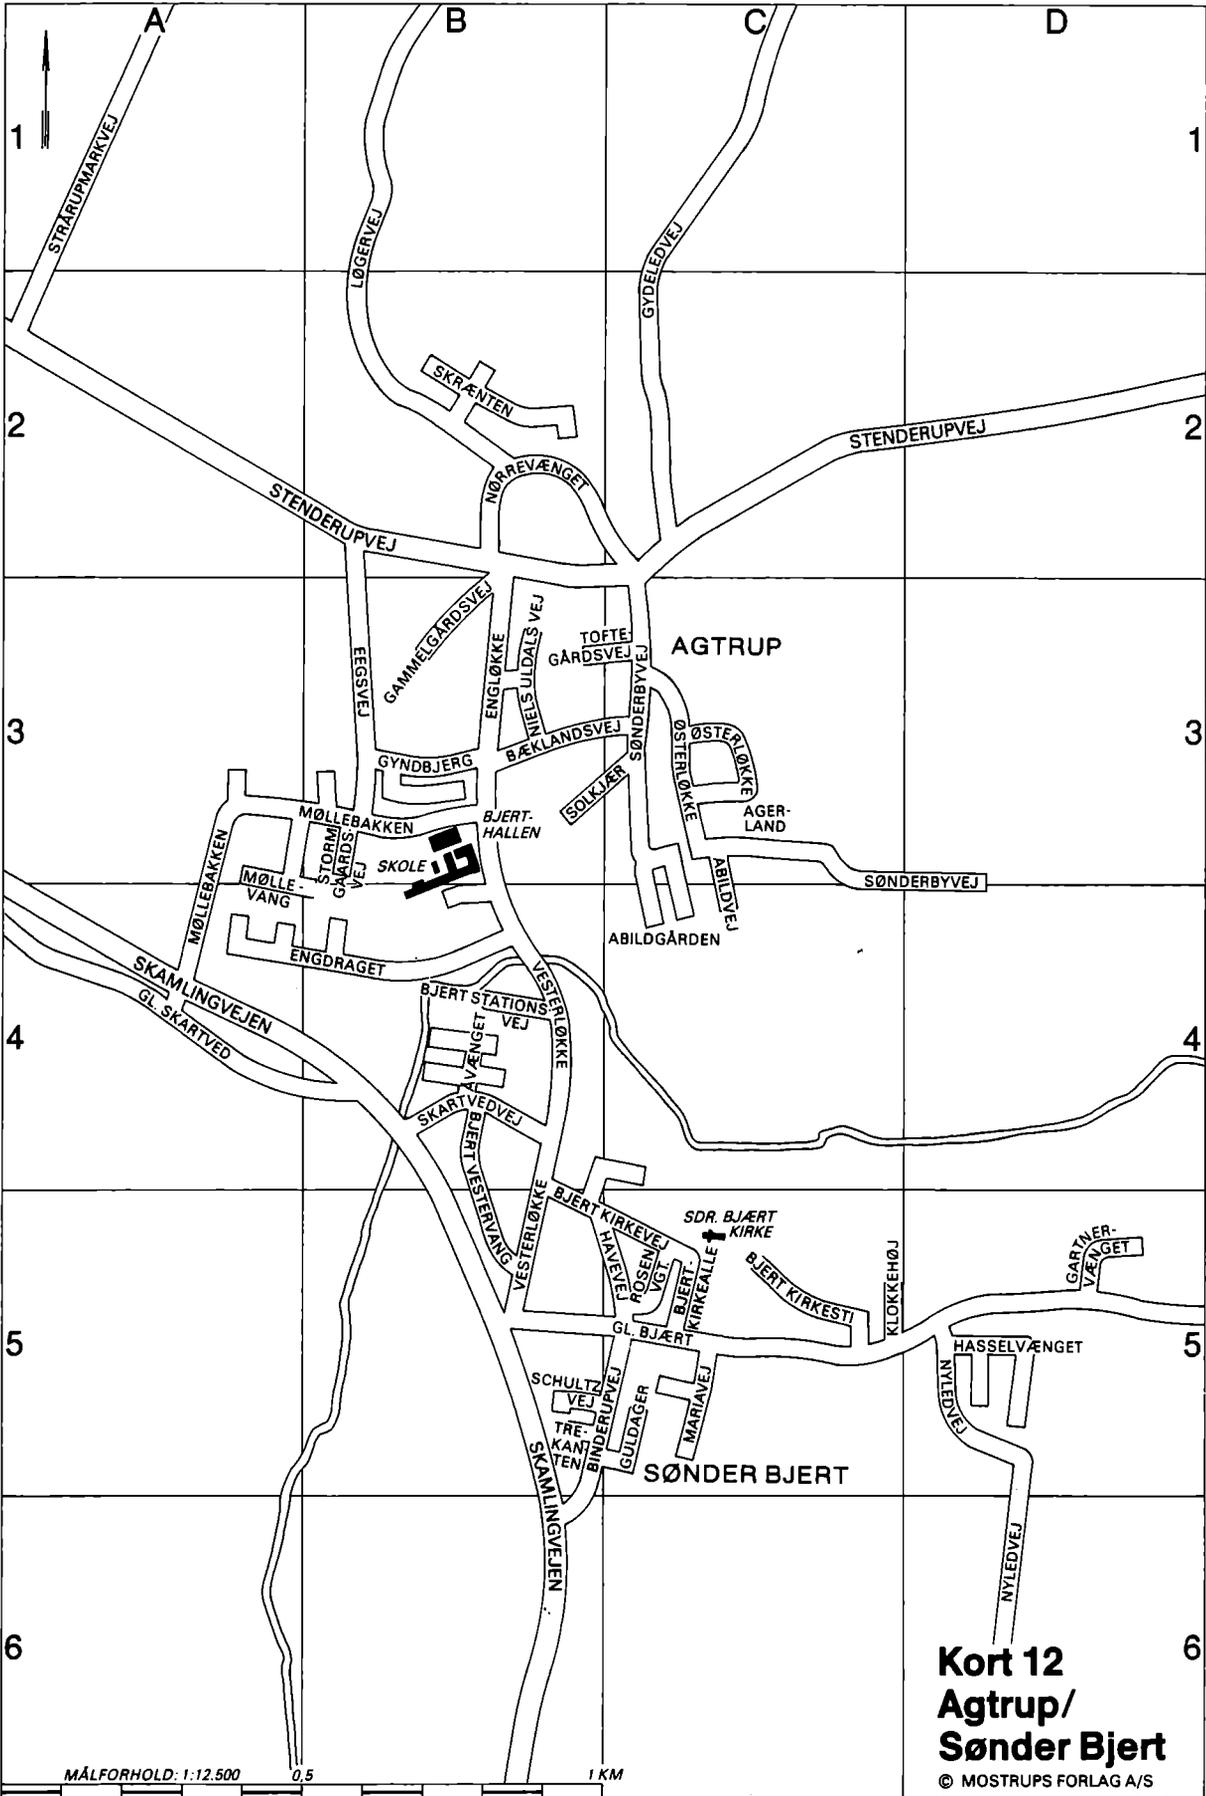 A
B
C
D
1
1
STRÅRUPMARKVEJ
LØGERVEJ
GYDELEDVEJ
SKRÆNTEN
2
2
STENDERUPVEJ
NØRREVÆNGET
STENDERUPVEJ
GAMMELGÅRDSVEJ
NIELS ULDALS VEJ
TOFTE-
GÅRDSVEJ
AGTRUP
EEGSVEJ
ENGLØKKE
SØNDERBYVEJ
3
3
BÆKLANDSVEJ
ØSTERLØKKE
ØSTERLØKKE
GYNDBJERG
SOLKJÆR
MØLLEBAKKEN
BJERT-
HALLEN
AGER-
LAND
STORM
GAARDS-
VEJ
SKOLE
MØLLEBAKKEN
MØLLE-
VANG
ABILDVEJ
SØNDERBYVEJ
ABILDGÅRDEN
ENGDRAGET
SKAMLINGVEJEN
GL. SKARTVED
BJERT STATIONS-
VEJ
VESTERLØKKE
4
4
ÅVÆNGET
SKARTVEDVEJ
BJERT VESTERVANG
VESTERLØKKE
BJERT KIRKEVEJ
SDR. BJÆRT
KIRKE
HAVEVEJ
ROSEN
VGT.
BJERT-
KIRKEALLE
BJERT KIRKESTI
KLOKKEHØJ
GARTNER-
VÆNGET
GL. BJÆRT
5
5
HASSELVÆNGET
SCHULTZ
VEJ
TRE-
KAN-
TEN
BINDERUPVEJ
GULDAGER
MARIAVEJ
NYLEDVEJ
SØNDER BJERT
SKAMLINGVEJEN
NYLEDVEJ
6
6
Kort 12
Agtrup/
Sønder Bjert
© MOSTRUPS FORLAG A/S
MÅLFORHOLD: 1:12.500 0,5 1 KM